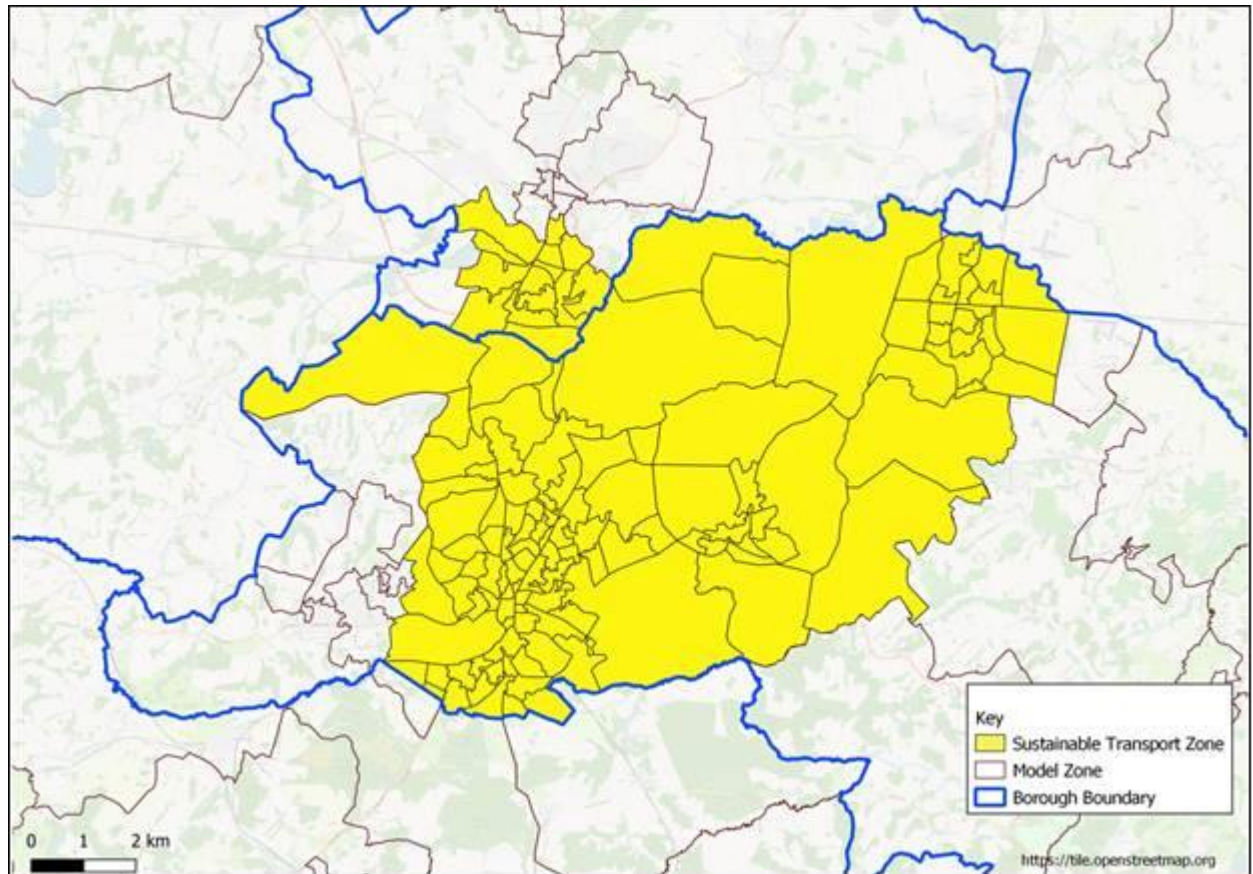 Key
Sustainable Transport Zone
Model Zone
Borough Boundary
0 1 2 km
https://tile.openstreetmap.org